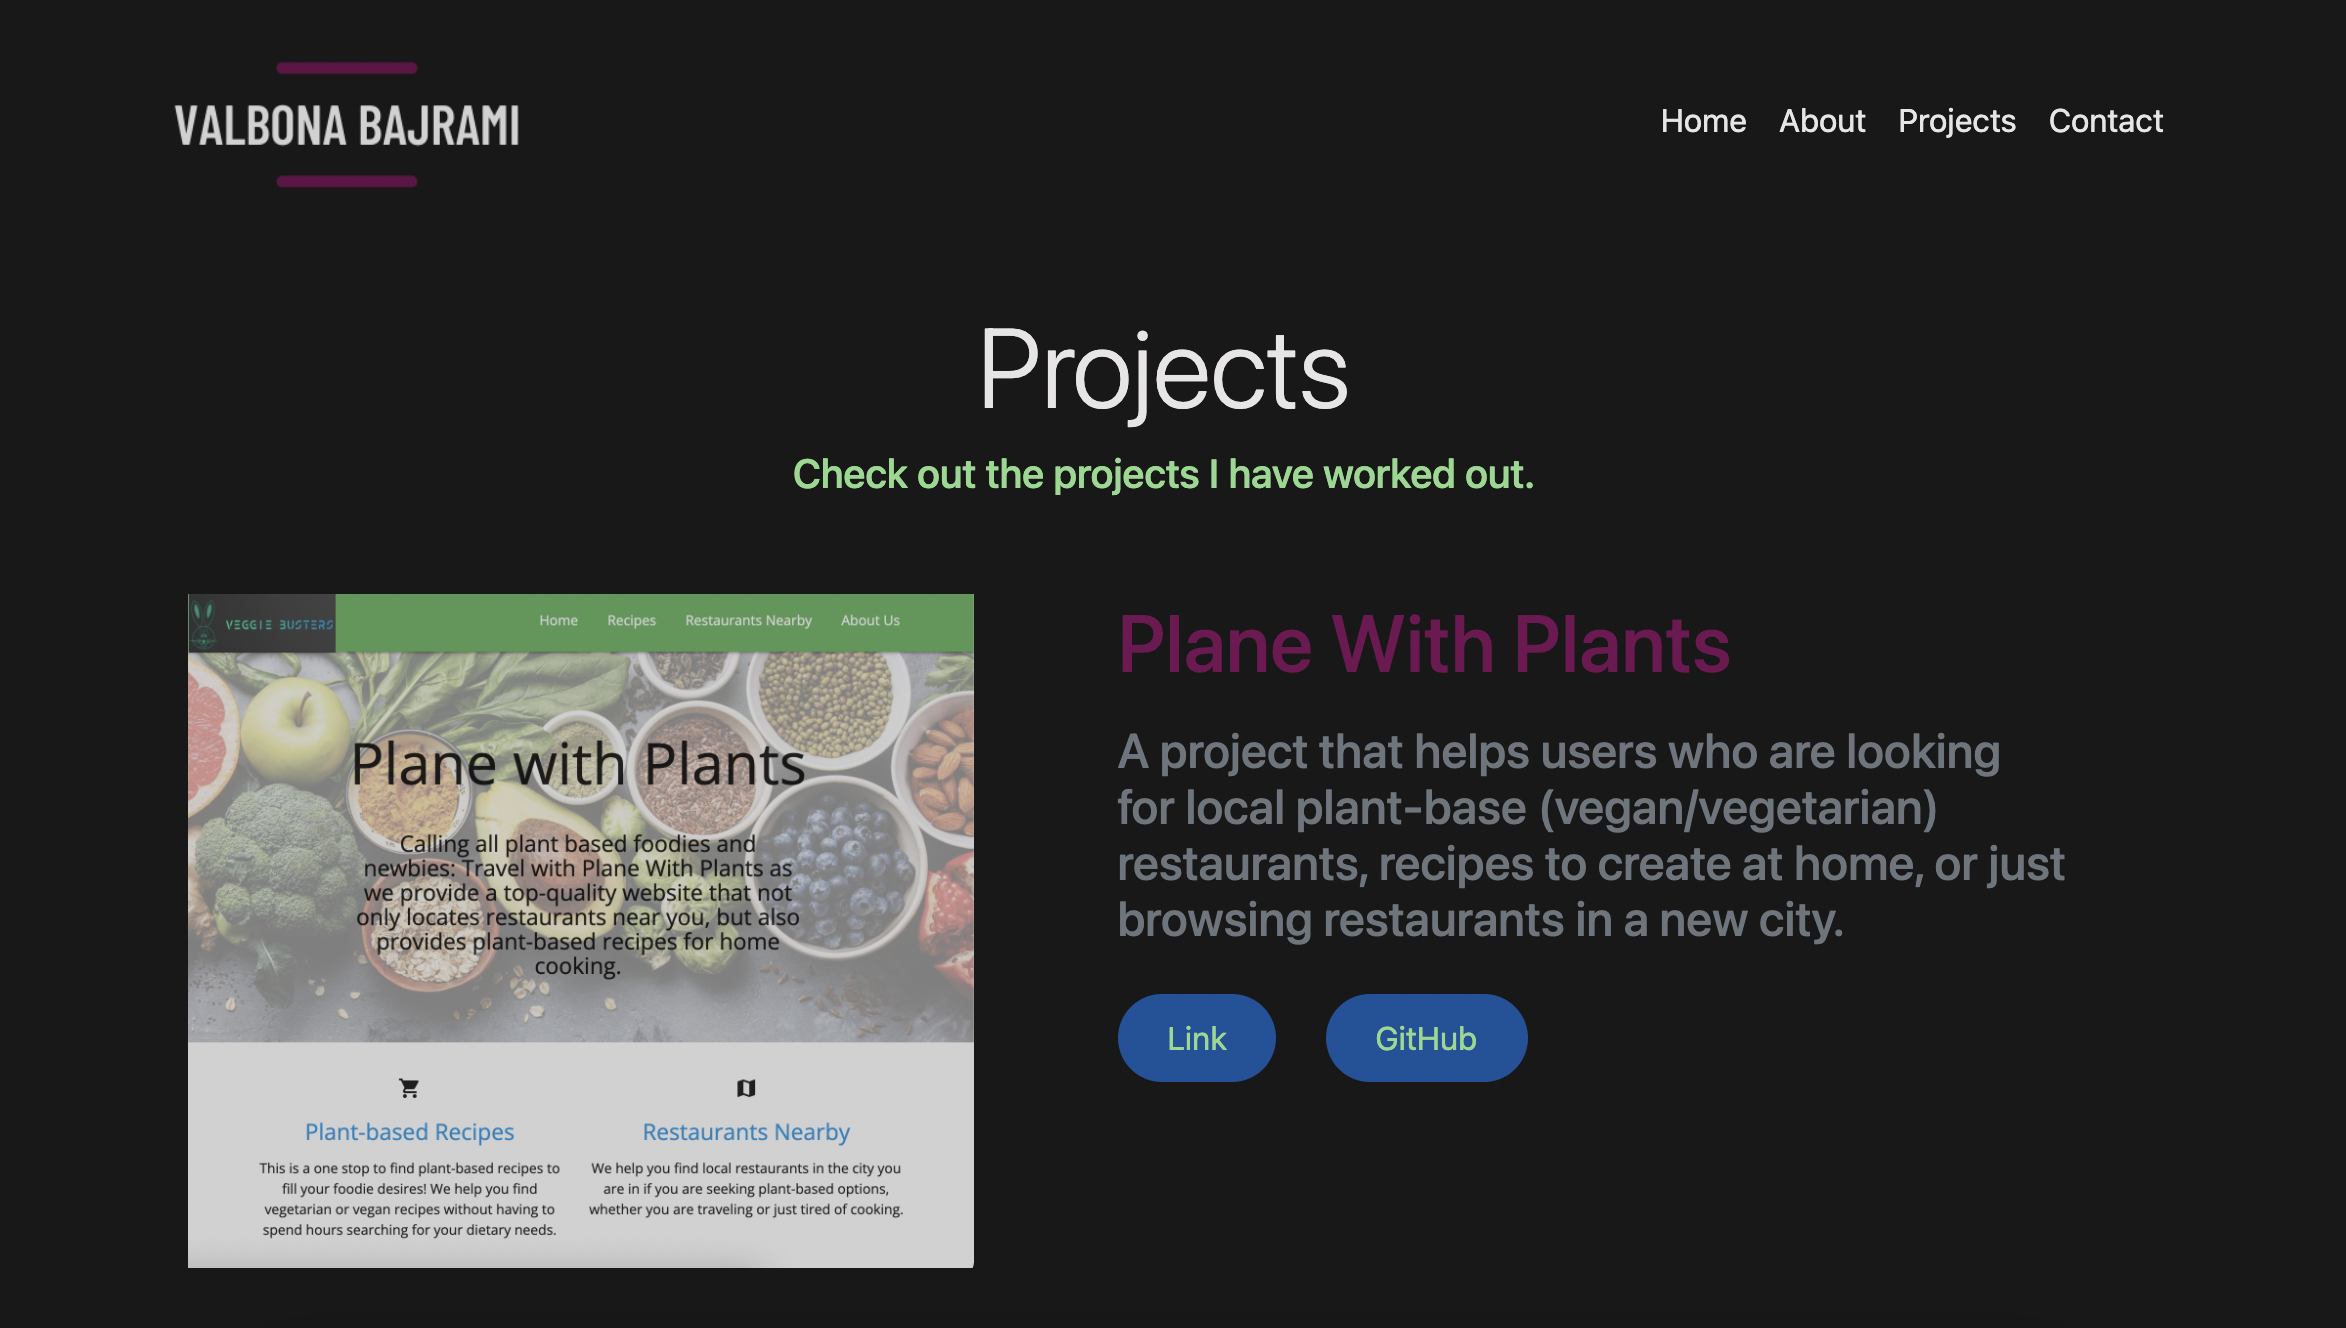 VALBONA BAJRAMI
Home About Projects Contact
Projects
Check out the projects I have worked out.
VEGGIE BUSTERS
Home Recipes Restaurants Nearby About Us
Plane with Plants
Calling all plant based foodies and
newbies: Travel with Plane With Plants as
we provide a top-quality website that not
only locates restaurants near you, but also
provides plant-based recipes for home
cooking.
Plant-based Recipes
This is a one stop to find plant-based recipes to
fill your foodie desires! We help you find
vegetarian or vegan recipes without having to
spend hours searching for your dietary needs.
Restaurants Nearby
We help you find local restaurants in the city you
are in if you are seeking plant-based options,
whether you are traveling or just tired of cooking.
Plane With Plants
A project that helps users who are looking
for local plant-base (vegan/vegetarian)
restaurants, recipes to create at home, or just
browsing restaurants in a new city.
Link
GitHub